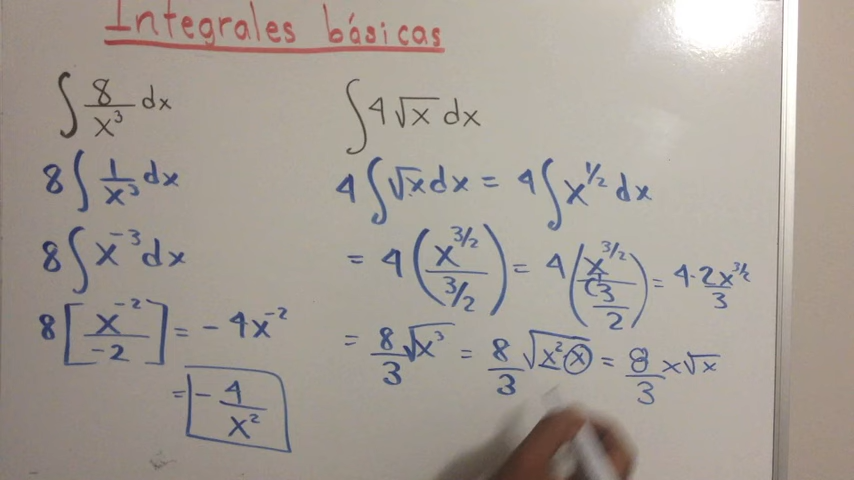 Integrales básicas
∫ 8/x³ dx
8 ∫ 1/x³ dx
8 ∫ x⁻³ dx
8 [x⁻²/-2] = - 4x⁻²
= - 4/x²
∫ 4√x dx
4 ∫ √x dx = 4 ∫ x^1/2 dx
= 4 (x^3/2 / 3/2) = 4 (x^3/2/1 / 3/2) = 4·2x^3/2 / 3
= 8/3 √x³ = 8/3 √x²x = 8/3 x√x